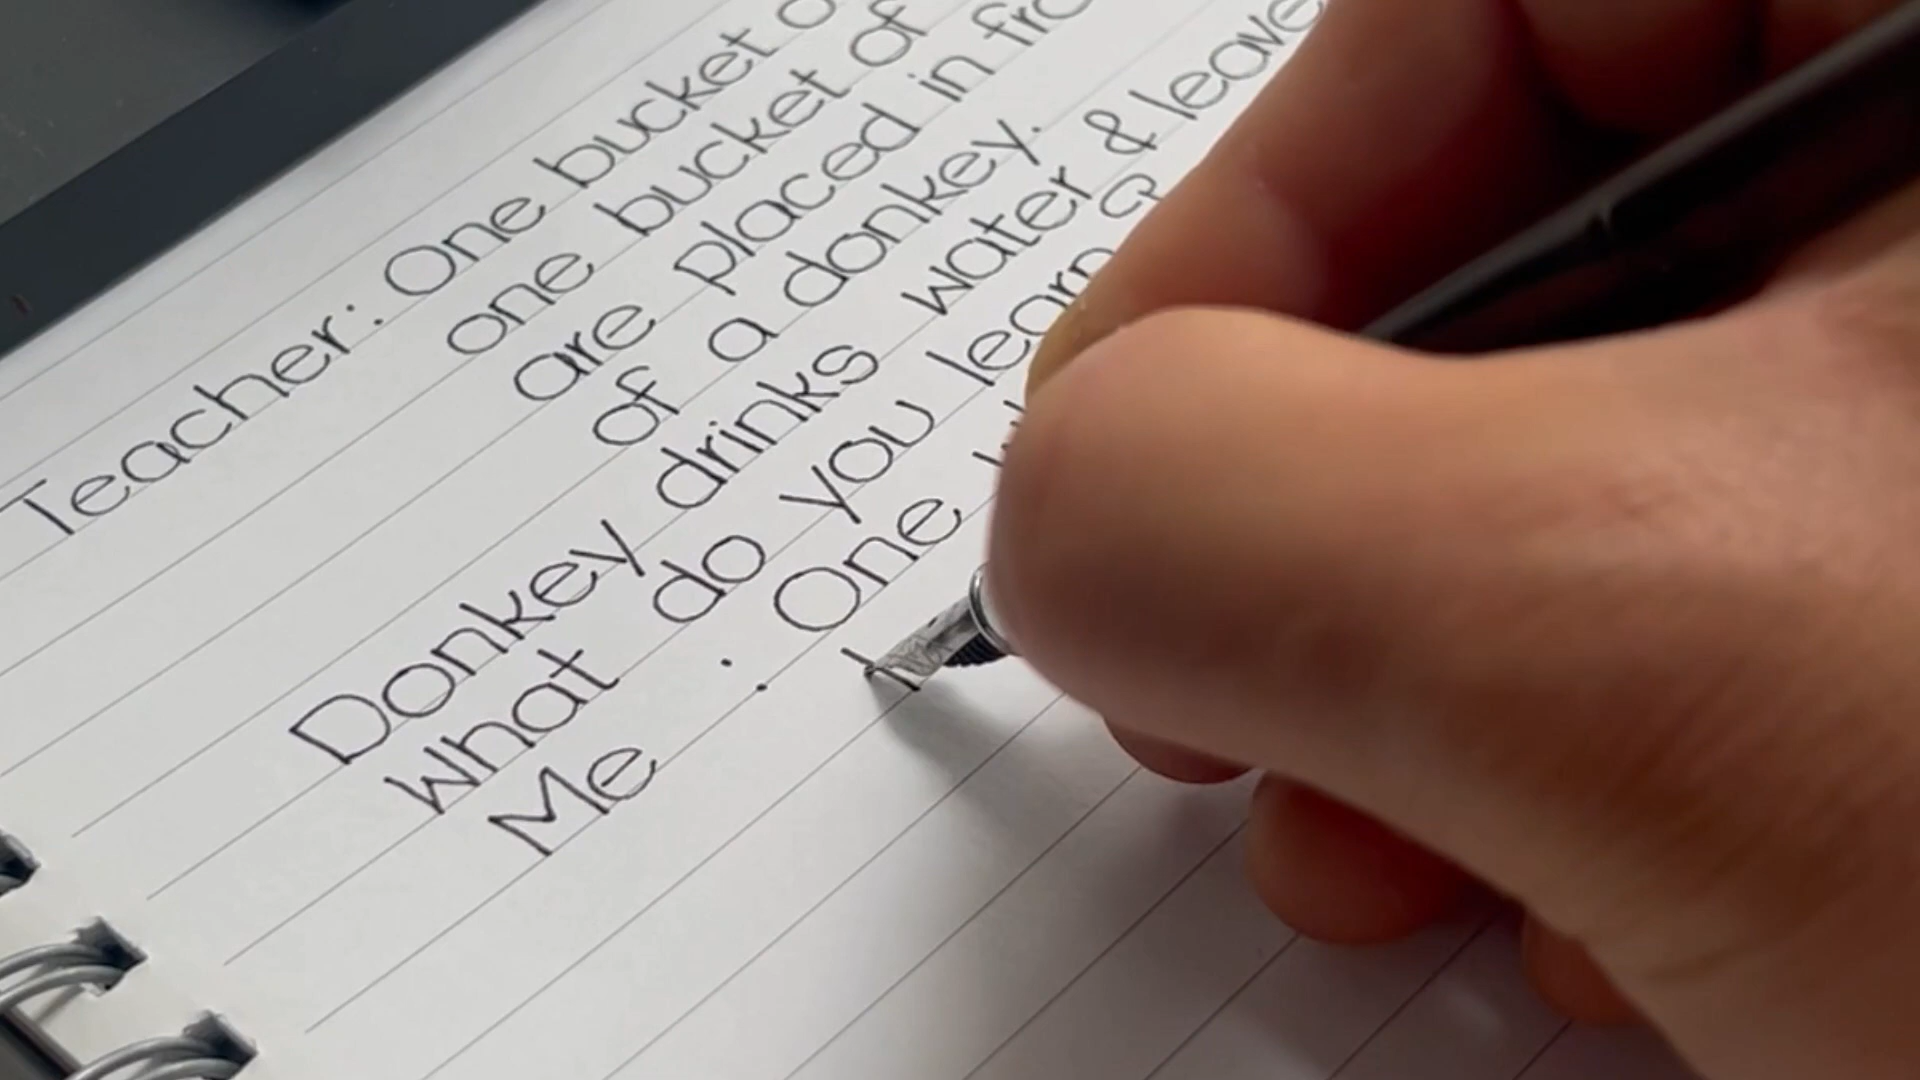 Teacher: One bucket
one bucket of
are placed in
of a donkey.
Donkey drinks water & leave
What do you learn ?
Me : One